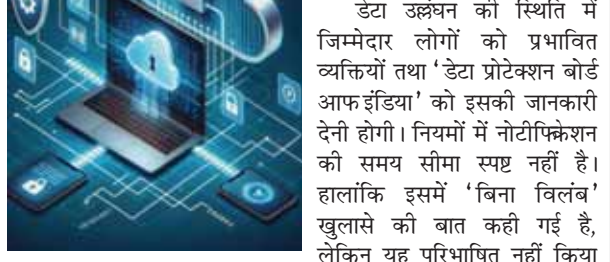 डेटा उल्लंघन की स्थिति में
जिम्मेदार लोगों को प्रभावित
व्यक्तियों तथा ‘डेटा प्रोटेक्शन बोर्ड
आफ इंडिया’ को इसकी जानकारी
देनी होगी। नियमों में नोटीफिकेशन
की समय सीमा स्पष्ट नहीं है।
हालांकि इसमें ‘बिना विलंब’
खुलासे की बात कही गई है,
लेकिन यह परिभाषित नहीं किया